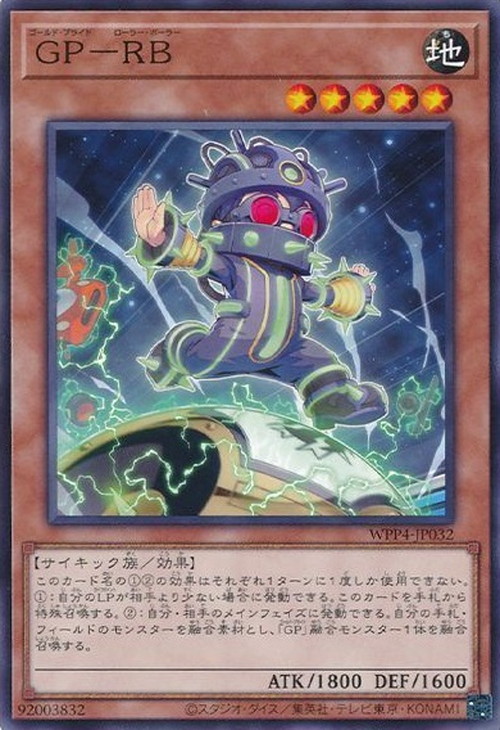 ゴールド・プライド ローラー・ボーラー
GP－RB
地
WPP4-JP032
【サイキック族／効果】
このカード名の①②の効果はそれぞれ１ターンに１度しか使用できない。
①：自分のLPが相手より少ない場合に発動できる。このカードを手札から
特殊召喚する。②：自分・相手のメインフェイズに発動できる。自分の手札・
フィールドのモンスターを融合素材とし、「GP」融合モンスター１体を融合
召喚する。
ATK/1800 DEF/1600
92003832
©スタジオ・ダイス／集英社・テレビ東京・KONAMI